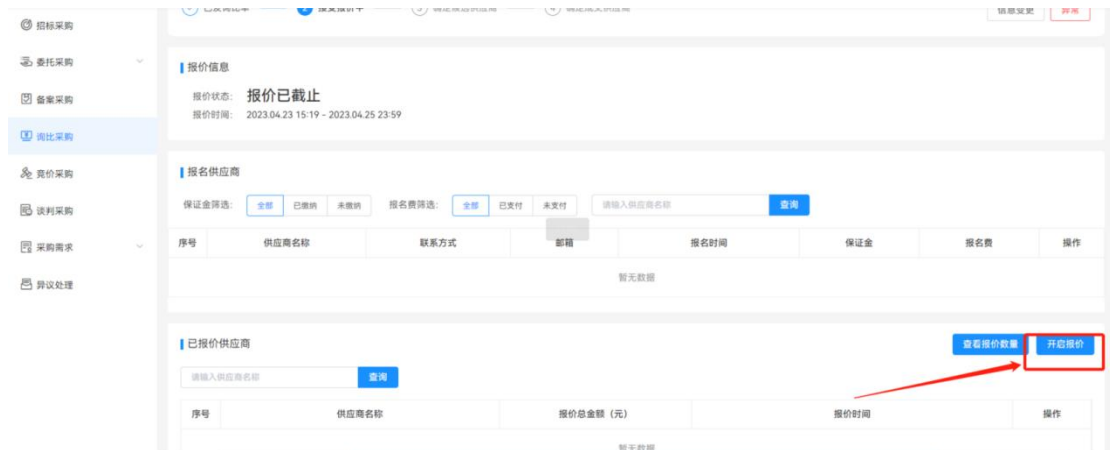 招标采购
信息变更 异常
委托采购
报价信息
报价状态: 报价已截止
备案采购
报价时间: 2023.04.23 15:19 - 2023.04.25 23:59
询比采购
竞价采购
报名供应商
谈判采购
保证金筛选: 全部 已缴纳 未缴纳 报名费筛选: 全部 已支付 未支付 请输入供应商名称 查询
采购需求
序号 供应商名称 联系方式 邮箱 报名时间 保证金 报名费 操作
暂无数据
异议处理
已报价供应商 查看报价数量 开启报价
请输入供应商名称 查询
序号 供应商名称 报价总金额（元） 报价时间 操作
暂无数据